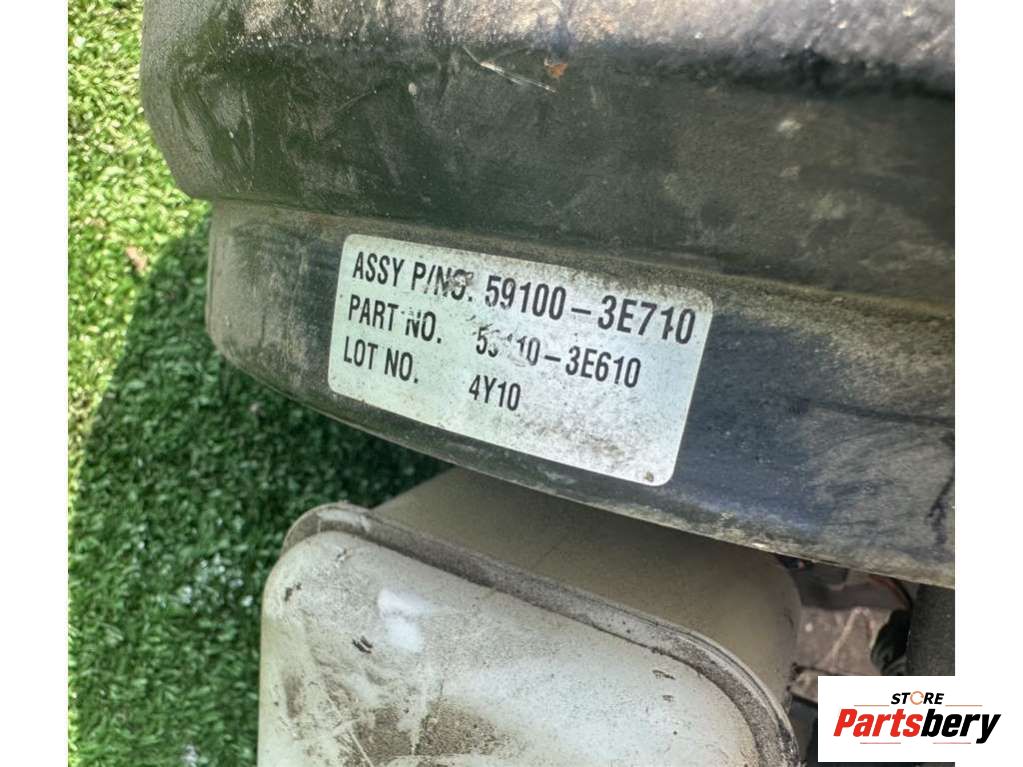 ASSY P/NO. 59100-3E710
PART NO. -3E610
LOT NO. 4Y10
STORE
Partsbery